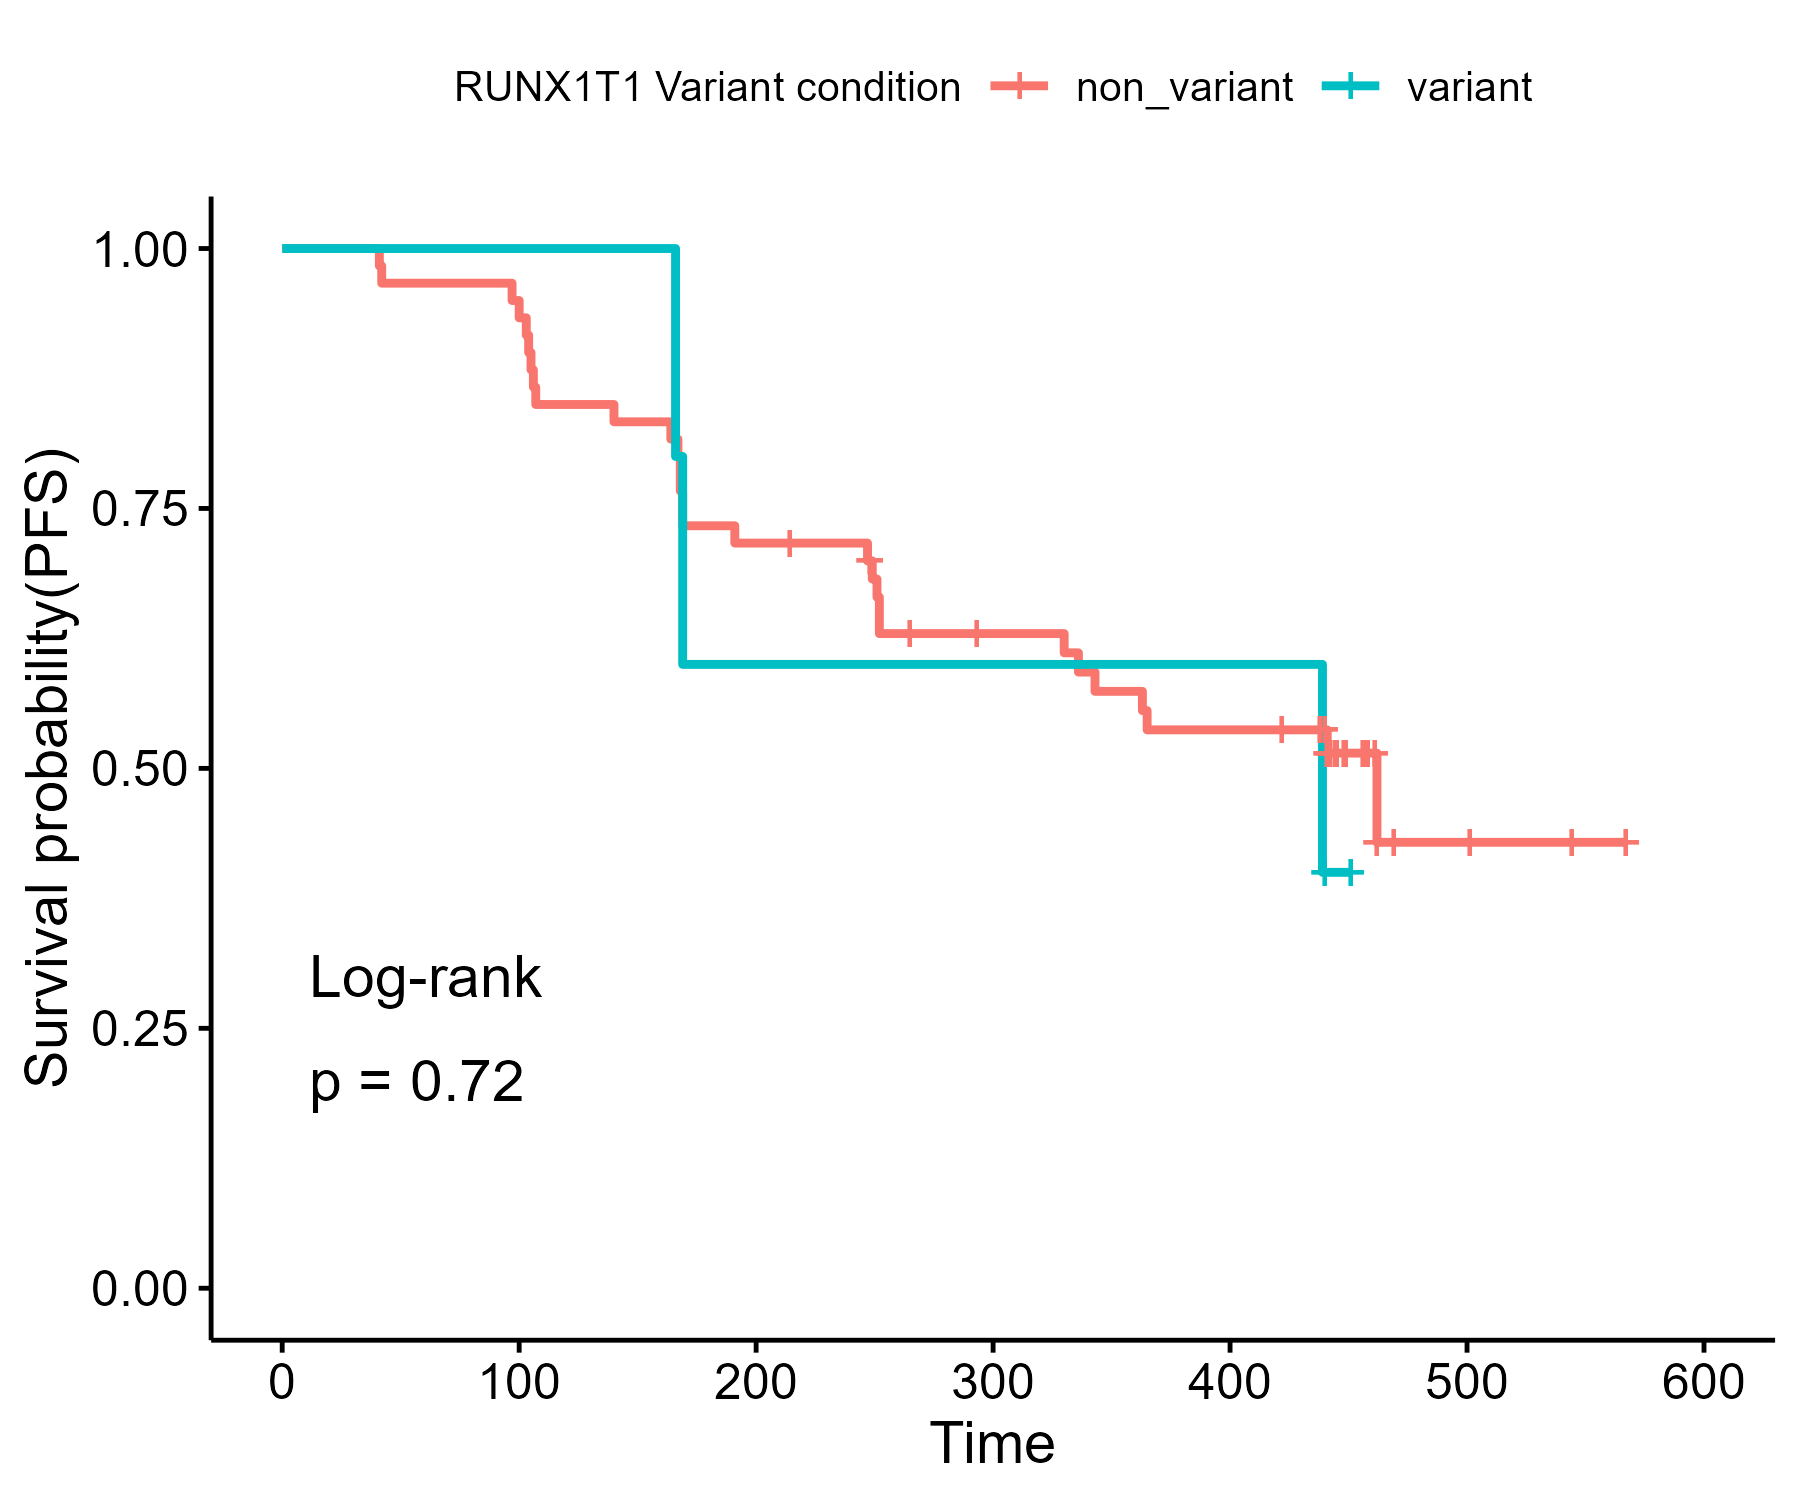 RUNX1T1 Variant condition non_variant variant
1.00
0.75
0.50
0.25
0.00
Survival probability(PFS)
Log-rank
p = 0.72
0 100 200 300 400 500 600
Time